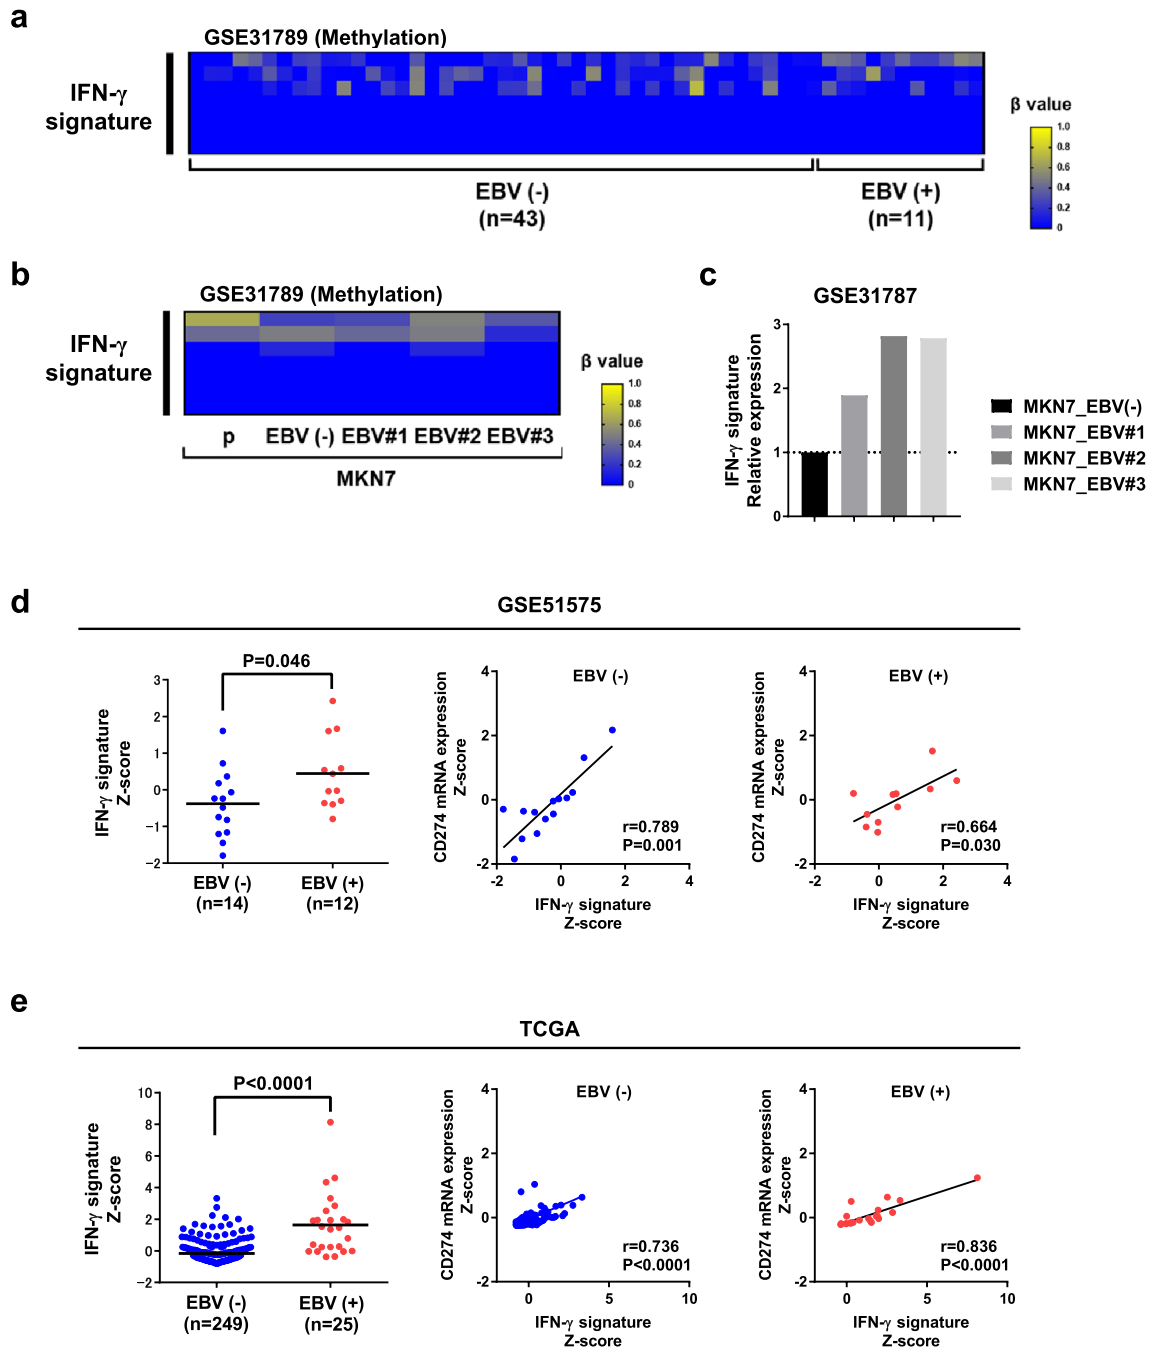 a
GSE31789 (Methylation)
IFN-γ
signature
β value
1.0
0.8
0.6
0.4
0.2
0
EBV (-)
(n=43)
EBV (+)
(n=11)
b
GSE31789 (Methylation)
IFN-γ
signature
β value
1.0
0.8
0.6
0.4
0.2
0
p EBV (-) EBV#1 EBV#2 EBV#3
MKN7
c
GSE31787
IFN-γ signature
Relative expression
3
2
1
0
MKN7_EBV(-)
MKN7_EBV#1
MKN7_EBV#2
MKN7_EBV#3
d
GSE51575
P=0.046
IFN-γ signature
Z-score
3
2
1
0
−1
−2
EBV (-)
(n=14)
EBV (+)
(n=12)
EBV (-)
CD274 mRNA expression
Z-score
4
2
0
-2
r=0.789
P=0.001
-2 0 2 4
IFN-γ signature
Z-score
EBV (+)
CD274 mRNA expression
Z-score
4
2
0
-2
r=0.664
P=0.030
-2 0 2 4
IFN-γ signature
Z-score
e
TCGA
P<0.0001
IFN-γ signature
Z-score
10
8
6
4
2
0
−2
EBV (-)
(n=249)
EBV (+)
(n=25)
EBV (-)
CD274 mRNA expression
Z-score
4
2
0
-2
r=0.736
P<0.0001
0 5 10
IFN-γ signature
Z-score
EBV (+)
CD274 mRNA expression
Z-score
4
2
0
-2
r=0.836
P<0.0001
0 5 10
IFN-γ signature
Z-score